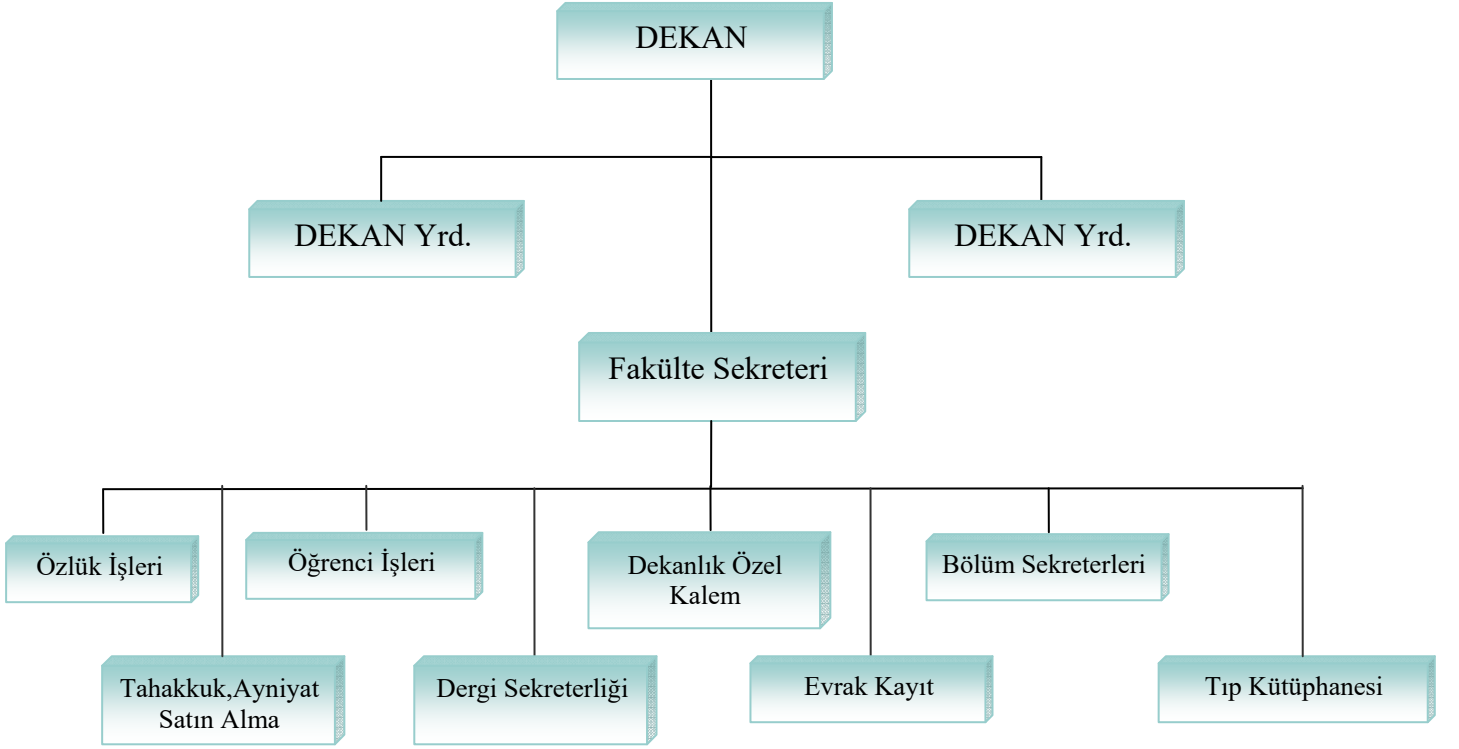 DEKAN
DEKAN Yrd.
DEKAN Yrd.
Fakülte Sekreteri
Özlük İşleri
Öğrenci İşleri
Dekanlık Özel
Kalem
Bölüm Sekreterleri
Tahakkuk,Ayniyat
Satın Alma
Dergi Sekreterliği
Evrak Kayıt
Tıp Kütüphanesi